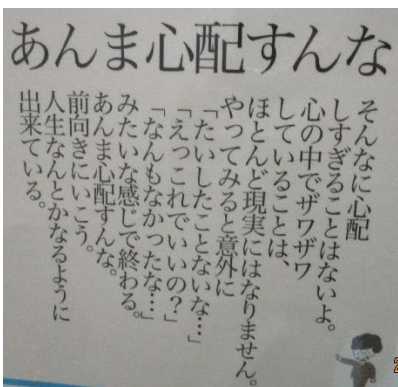 あんま心配すんな
そんなに心配
しすぎることはないよ。
心の中でザワザワ
していることは、
ほとんど現実にはなりません。
やってみると意外に
「たいしたことないな…」
「えっこれでいいの？」
「なんもなかったな…」
みたいな感じで終わる。
あんま心配すんな。
前向きにいこう。
人生なんとかなるように
出来ている。